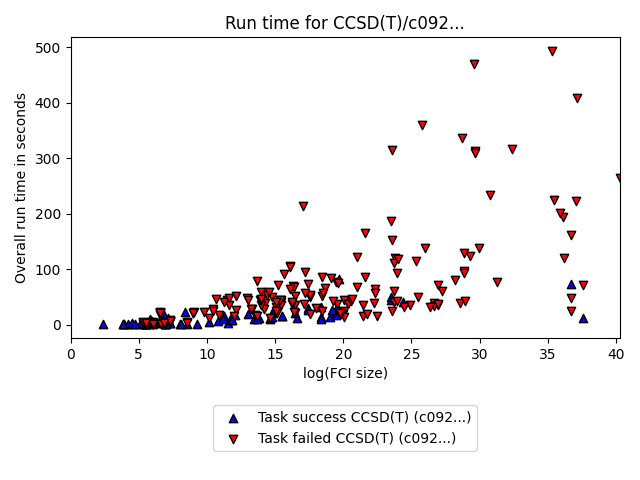 Run time for CCSD(T)/c092...
Overall run time in seconds
500
400
300
200
100
0
0 5 10 15 20 25 30 35 40
log(FCI size)
Task success CCSD(T) (c092...)
Task failed CCSD(T) (c092...)